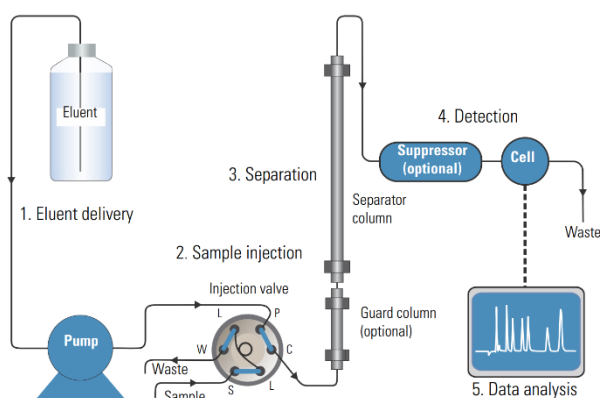 Eluent
1. Eluent delivery
Pump
2. Sample injection
Injection valve
L
P
W
C
S
L
Waste
Sample
3. Separation
Separator
column
Guard column
(optional)
4. Detection
Suppressor
(optional)
Cell
Waste
5. Data analysis